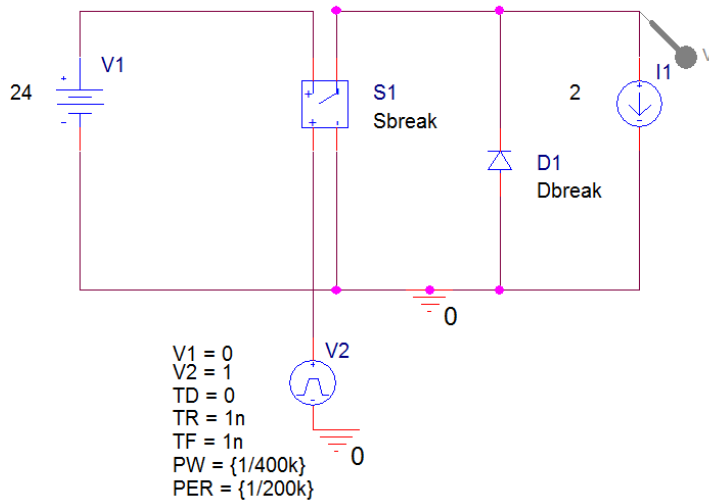 V1
24
S1
Sbreak
I1
2
V
D1
Dbreak
0
V2
V1 = 0
V2 = 1
TD = 0
TR = 1n
TF = 1n
PW = {1/400k}
PER = {1/200k}
0